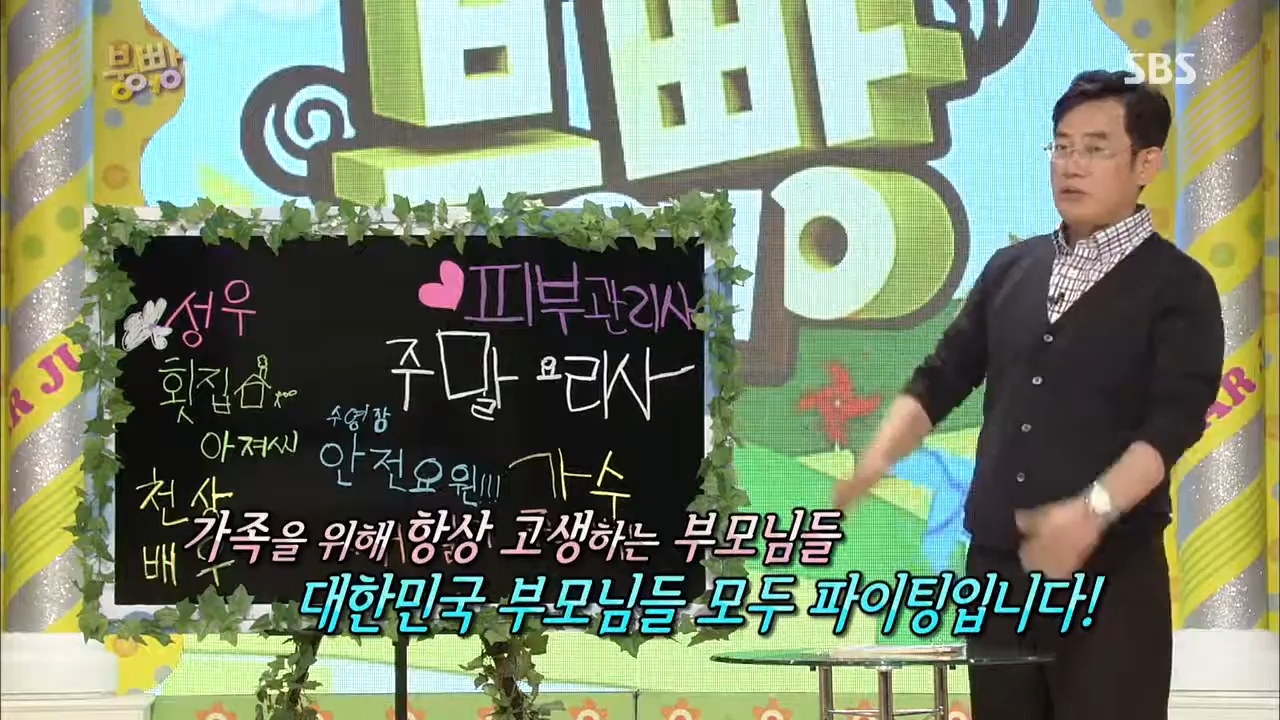 붕어빵
SBS
성우
피부관리사
횟집
주말 요리사
아져씨
수영장
안전요원!!!
가수
천상
배우
가족을 위해 항상 고생하는 부모님들
대한민국 부모님들 모두 파이팅입니다!